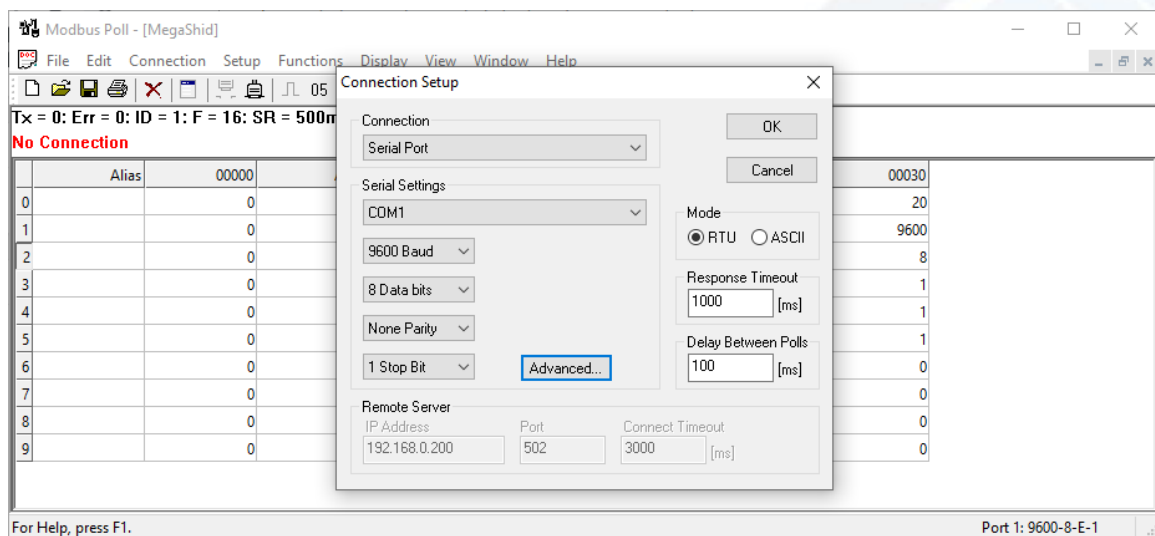 Modbus Poll - [MegaShid]
File Edit Connection Setup Functions Display View Window Help
05
Tx = 0: Err = 0: ID = 1: F = 16: SR = 500m
No Connection
Alias 00000 00030
0 0 20
1 0 9600
2 0 8
3 0 1
4 0 1
5 0 1
6 0 0
7 0 0
8 0 0
9 0 0
Connection Setup
Connection
Serial Port
OK
Cancel
Serial Settings
COM1
9600 Baud
8 Data bits
None Parity
1 Stop Bit
Advanced...
Mode
RTU ASCII
Response Timeout
1000 [ms]
Delay Between Polls
100 [ms]
Remote Server
IP Address Port Connect Timeout
192.168.0.200 502 3000 [ms]
For Help, press F1. Port 1: 9600-8-E-1